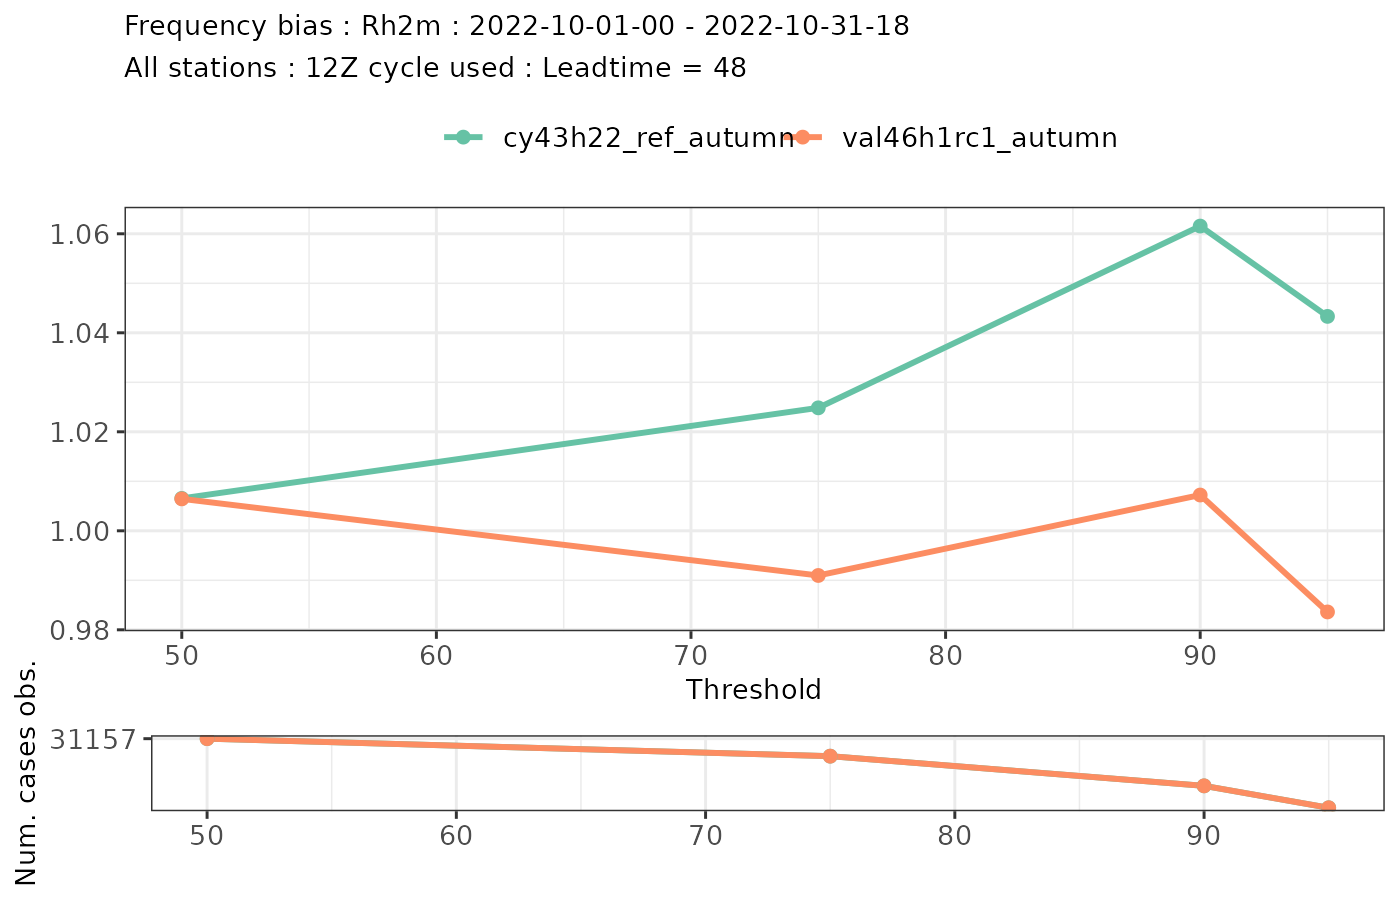 Frequency bias : Rh2m : 2022-10-01-00 - 2022-10-31-18
All stations : 12Z cycle used : Leadtime = 48
cy43h22_ref_autumn val46h1rc1_autumn
1.06
1.04
1.02
1.00
0.98
50 60 70 80 90
Threshold
Num. cases obs.
31157
50 60 70 80 90